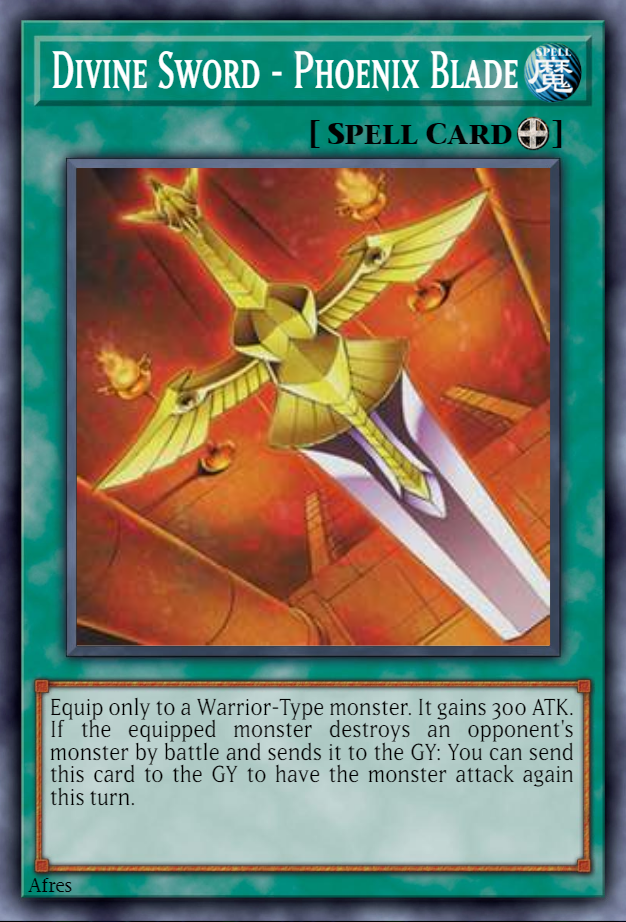 Divine Sword - Phoenix Blade
SPELL
魔
[ Spell Card ]
Equip only to a Warrior-Type monster. It gains 300 ATK.
If the equipped monster destroys an opponent's
monster by battle and sends it to the GY: You can send
this card to the GY to have the monster attack again
this turn.
Afres